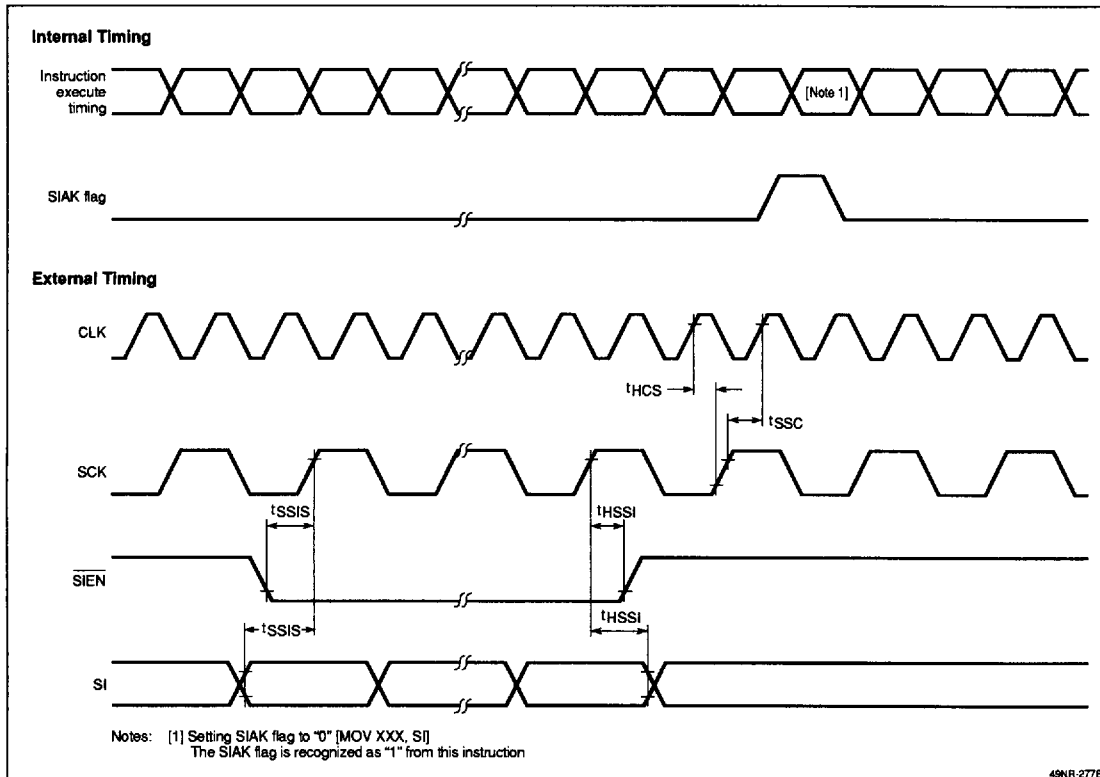 Internal Timing
Instruction
execute
timing
[Note 1]
SIAK flag
External Timing
CLK
tHCS
tSSC
SCK
tSSIS
tHSSI
SIEN
tSSIS
tHSSI
SI
Notes: [1] Setting SIAK flag to "0" [MOV XXX, SI]
The SIAK flag is recognized as "1" from this instruction
49NR-277B